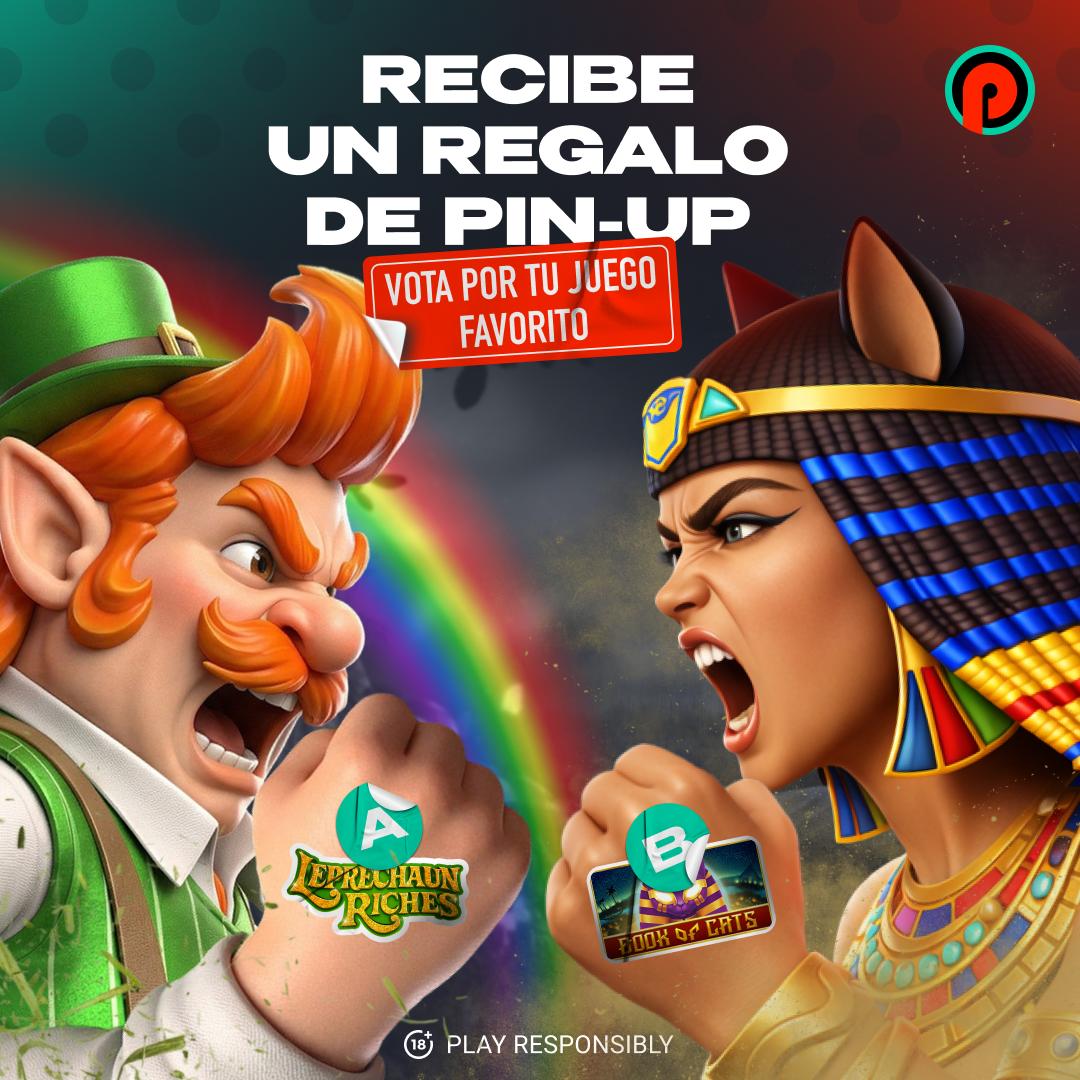 RECIBE
UN REGALO
DE PIN-UP
VOTA POR TU JUEGO
FAVORITO
A
LEPRECHAUN
RICHES
B
BOOK OF CATS
18+ PLAY RESPONSIBLY